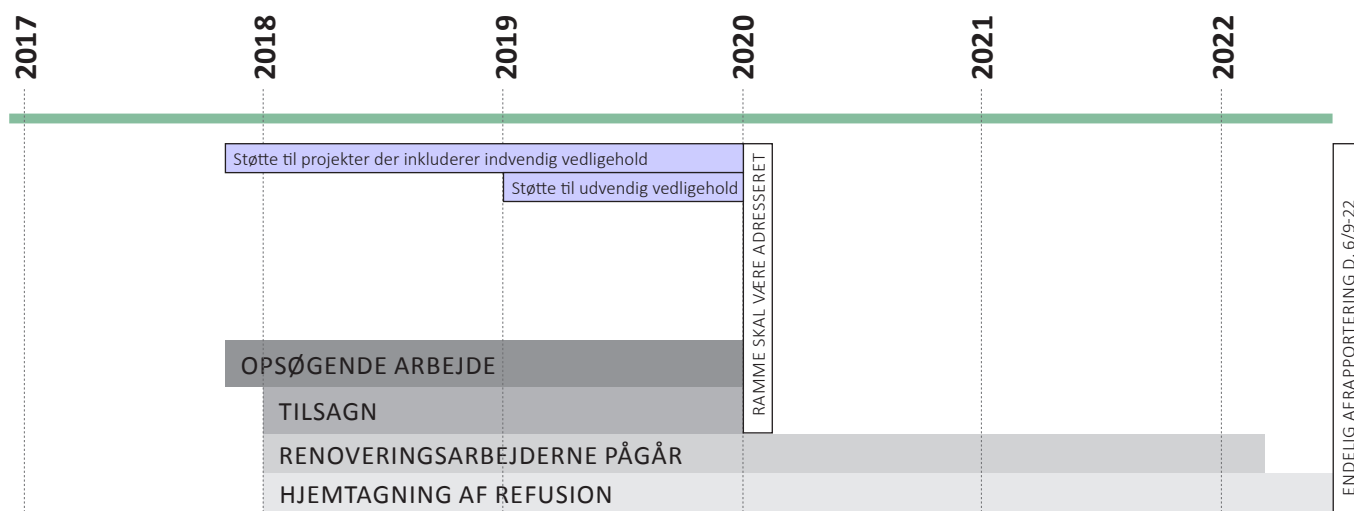 2017
2018
2019
2020
2021
2022
Støtte til projekter der inkluderer indvendig vedligehold
Støtte til udvendig vedligehold
RAMME SKAL VÆRE ADRESSERET
ENDELIG AFRAPPORTERING D. 6/9-22
OPSØGENDE ARBEJDE
TILSAGN
RENOVERINGSARBEJDERNE PÅGÅR
HJEMTAGNING AF REFUSION